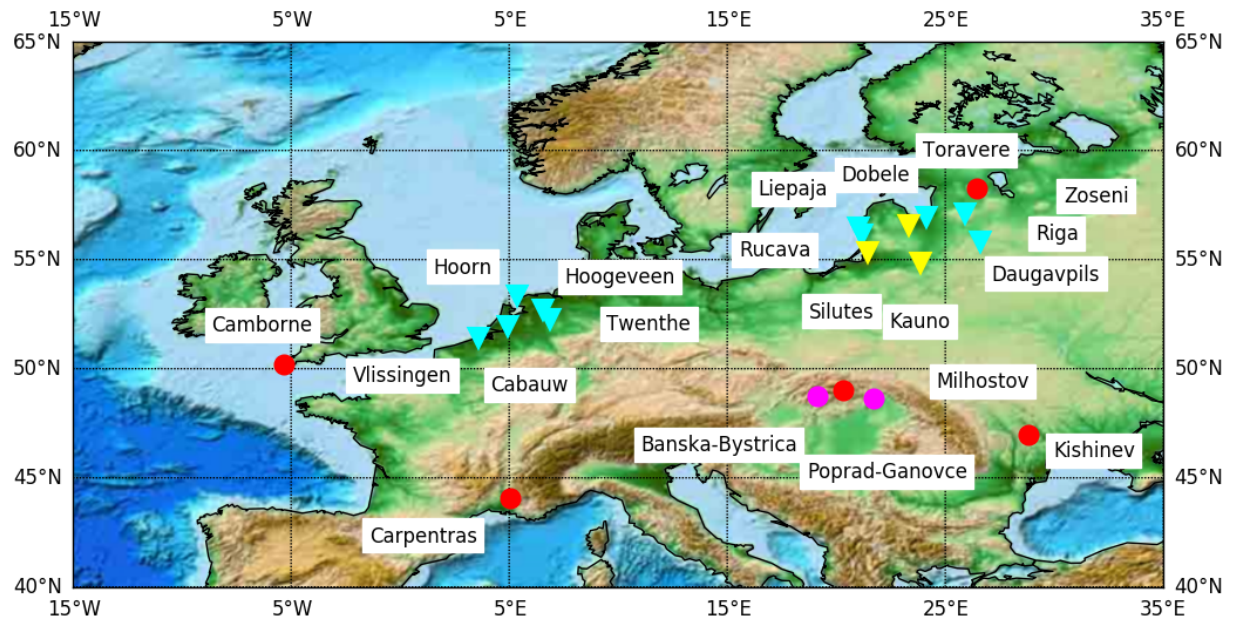 15°W 5°W 5°E 15°E 25°E 35°E
65°N 65°N
60°N Toravere 60°N
Liepaja Dobele Zoseni
Rucava Riga
55°N Hoorn Hoogeveen Daugavpils 55°N
Camborne Twenthe Silutes Kauno
50°N 50°N
Vlissingen Cabauw Milhostov
Banska-Bystrica Kishinev
45°N Poprad-Ganovce 45°N
Carpentras
40°N 40°N
15°W 5°W 5°E 15°E 25°E 35°E